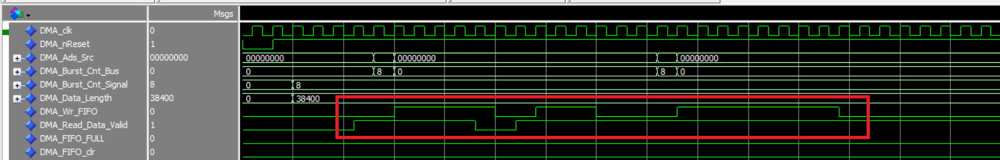 Msgs
DMA_clk 0
DMA_nReset 1
DMA_Ads_Src 00000000 00000000 00000000 00000000
DMA_Burst_Cnt_Bus 0 0 8 0 8 0
DMA_Burst_Cnt_Signal 8 0 8
DMA_Data_Length 38400 0 38400
DMA_Wr_FIFO 0
DMA_Read_Data_Valid 1
DMA_FIFO_FULL 0
DMA_FIFO_clr 0